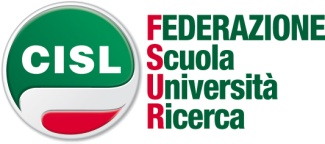 CISL
FEDERAZIONE
Scuola
Università
Ricerca